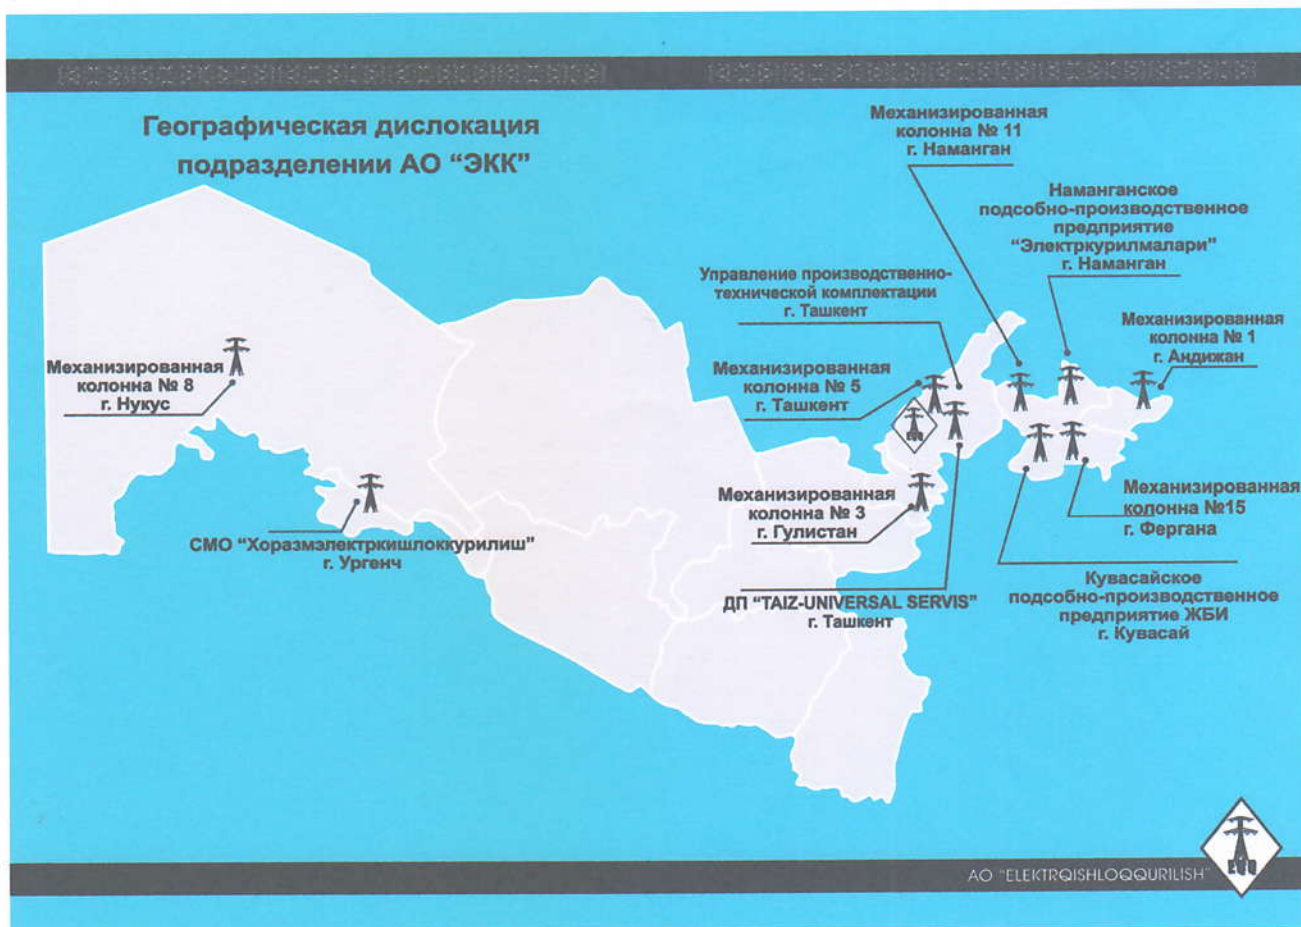 Географическая дислокация
подразделении АО “ЭКК”
Механизированная
колонна № 11
г. Наманган
Наманганское
подсобно-производственное
предприятие
“Электркурилмалари”
г. Наманган
Управление производственно-
технической комплектации
г. Ташкент
Механизированная
колонна № 1
г. Андижан
Механизированная
колонна № 8
г. Нукус
Механизированная
колонна № 5
г. Ташкент
Механизированная
колонна № 3
г. Гулистан
Механизированная
колонна №15
г. Фергана
СМО “Хоразмэлектркишлоккурилиш”
г. Ургенч
ДП “TAIZ-UNIVERSAL SERVIS”
г. Ташкент
Кувасайское
подсобно-производственное
предприятие ЖБИ
г. Кувасай
АО “ELEKTRQISHLOQQURILISH”